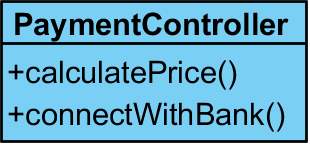 PaymentController
+calculatePrice()
+connectWithBank()